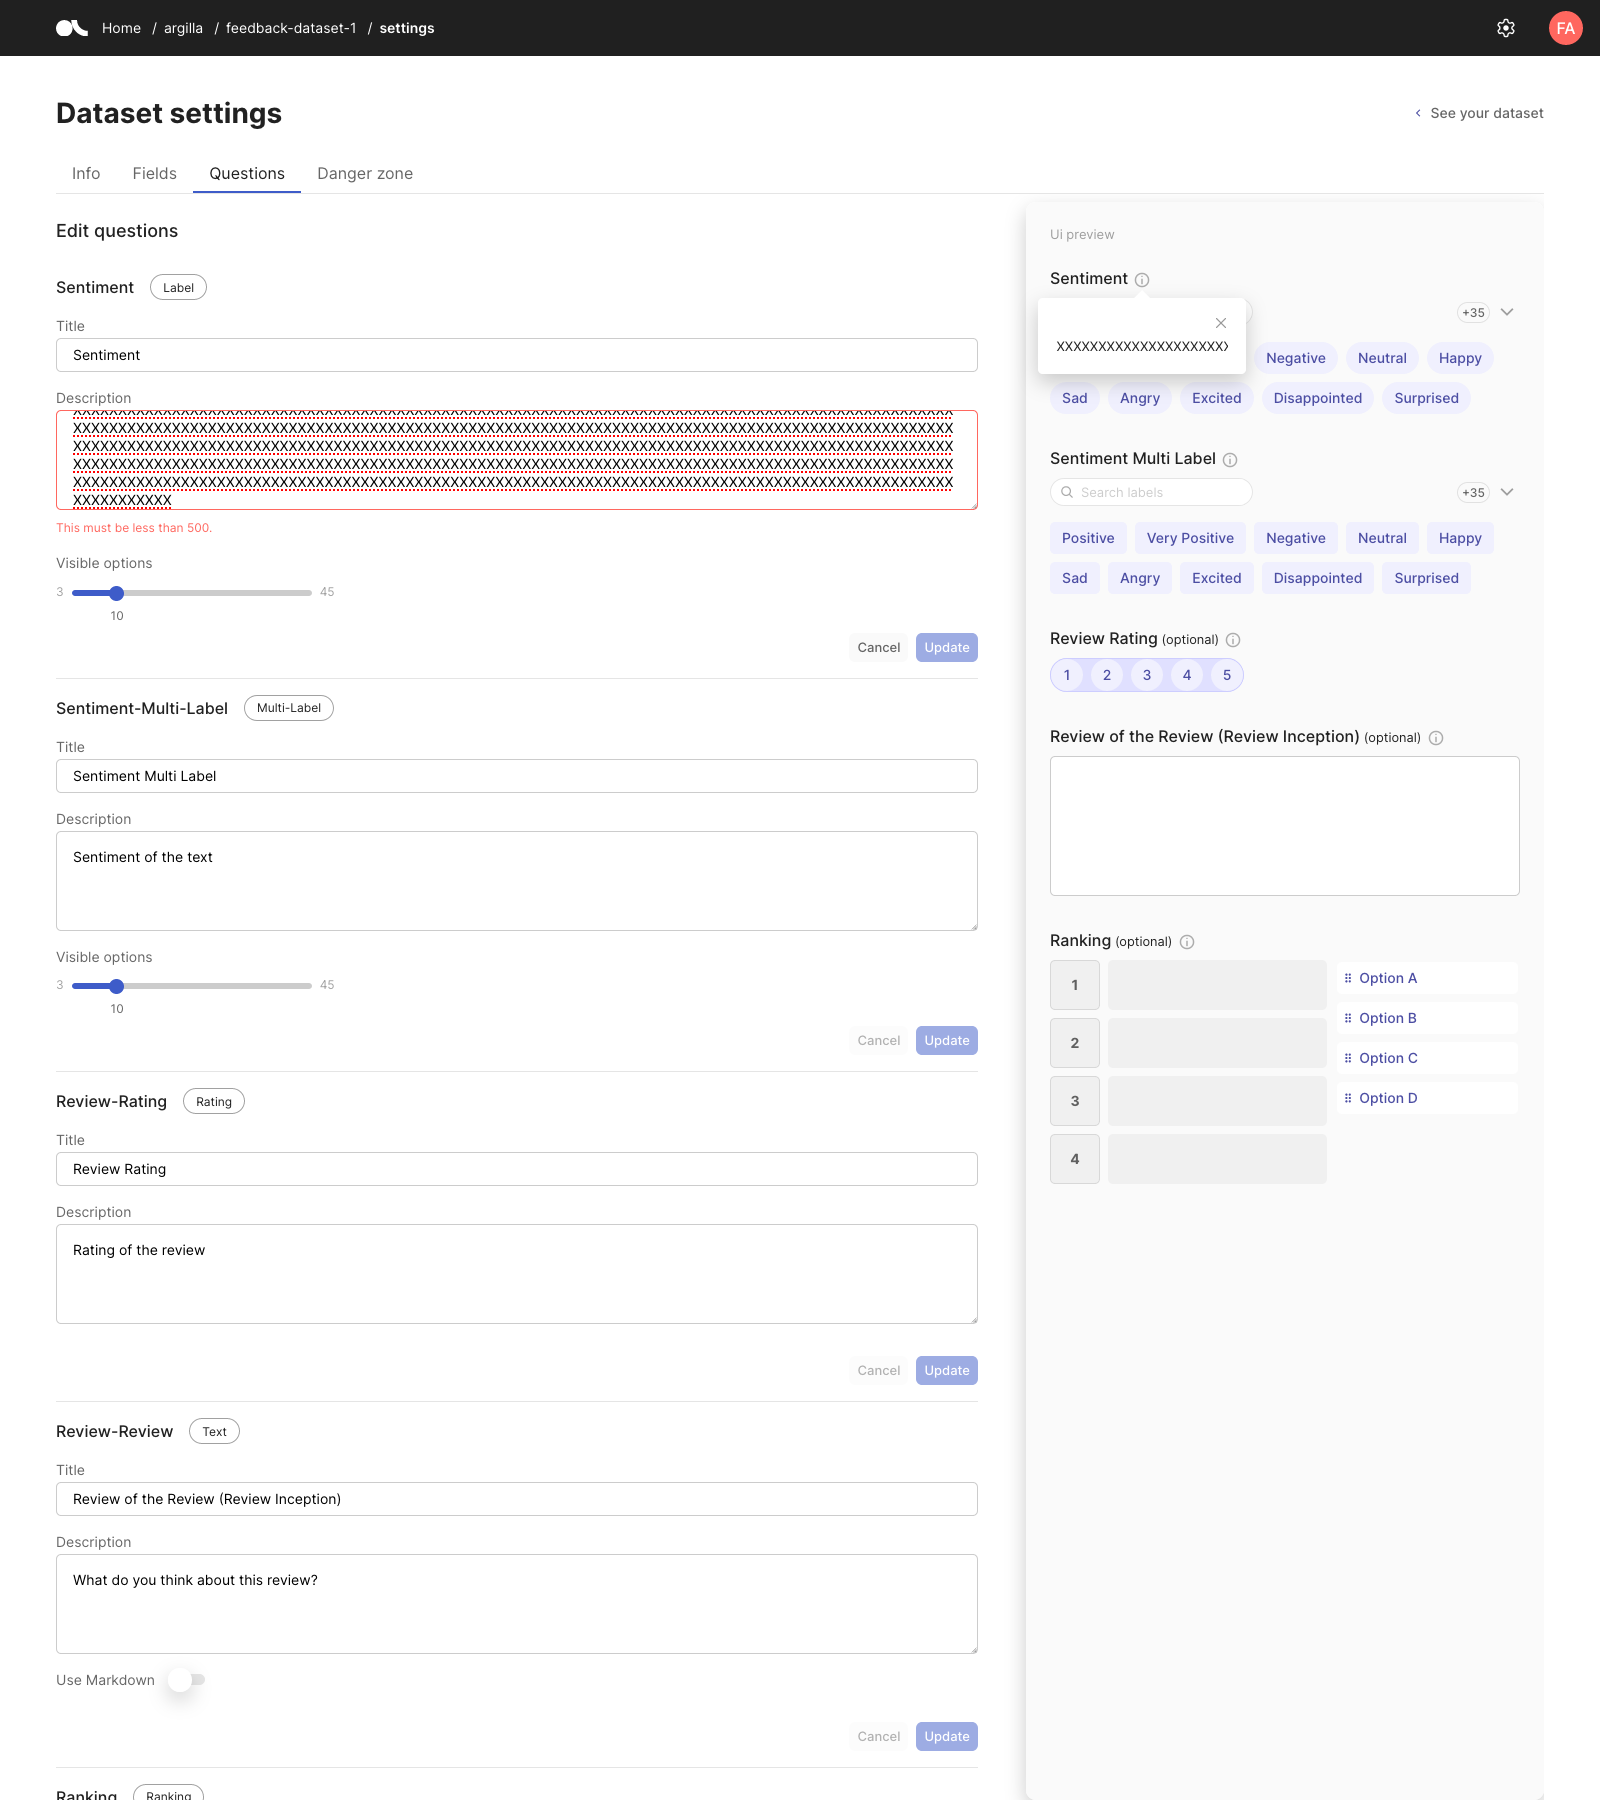 Home / argilla / feedback-dataset-1 / settings
FA
Dataset settings
See your dataset
Info
Fields
Questions
Danger zone
Edit questions
Sentiment
Label
Title
Sentiment
Description
This must be less than 500.
Visible options
3
45
10
Cancel
Update
Sentiment-Multi-Label
Multi-Label
Title
Sentiment Multi Label
Description
Sentiment of the text
Visible options
3
45
10
Cancel
Update
Review-Rating
Rating
Title
Review Rating
Description
Rating of the review
Cancel
Update
Review-Review
Text
Title
Review of the Review (Review Inception)
Description
What do you think about this review?
Use Markdown
Cancel
Update
Ranking
Ranking
Ui preview
Sentiment
+35
Negative
Neutral
Happy
Sad
Angry
Excited
Disappointed
Surprised
Sentiment Multi Label
Search labels
+35
Positive
Very Positive
Negative
Neutral
Happy
Sad
Angry
Excited
Disappointed
Surprised
Review Rating (optional)
1 2 3 4 5
Review of the Review (Review Inception) (optional)
Ranking (optional)
1
2
3
4
Option A
Option B
Option C
Option D